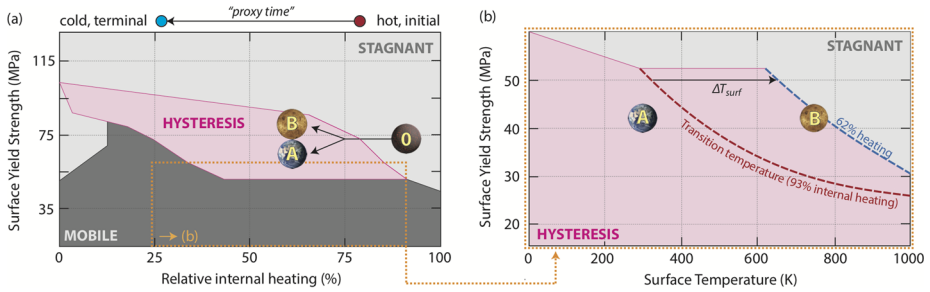 (a)
cold, terminal
"proxy time"
hot, initial
Surface Yield Strength (MPa)
115
75
35
STAGNANT
HYSTERESIS
B
A
0
MOBILE
→ (b)
0
25
50
75
100
Relative internal heating (%)
(b)
Surface Yield Strength (MPa)
50
40
30
20
STAGNANT
ΔTsurf
A
B
62% heating
Transition temperature (93% internal heating)
HYSTERESIS
0
200
400
600
800
1000
Surface Temperature (K)